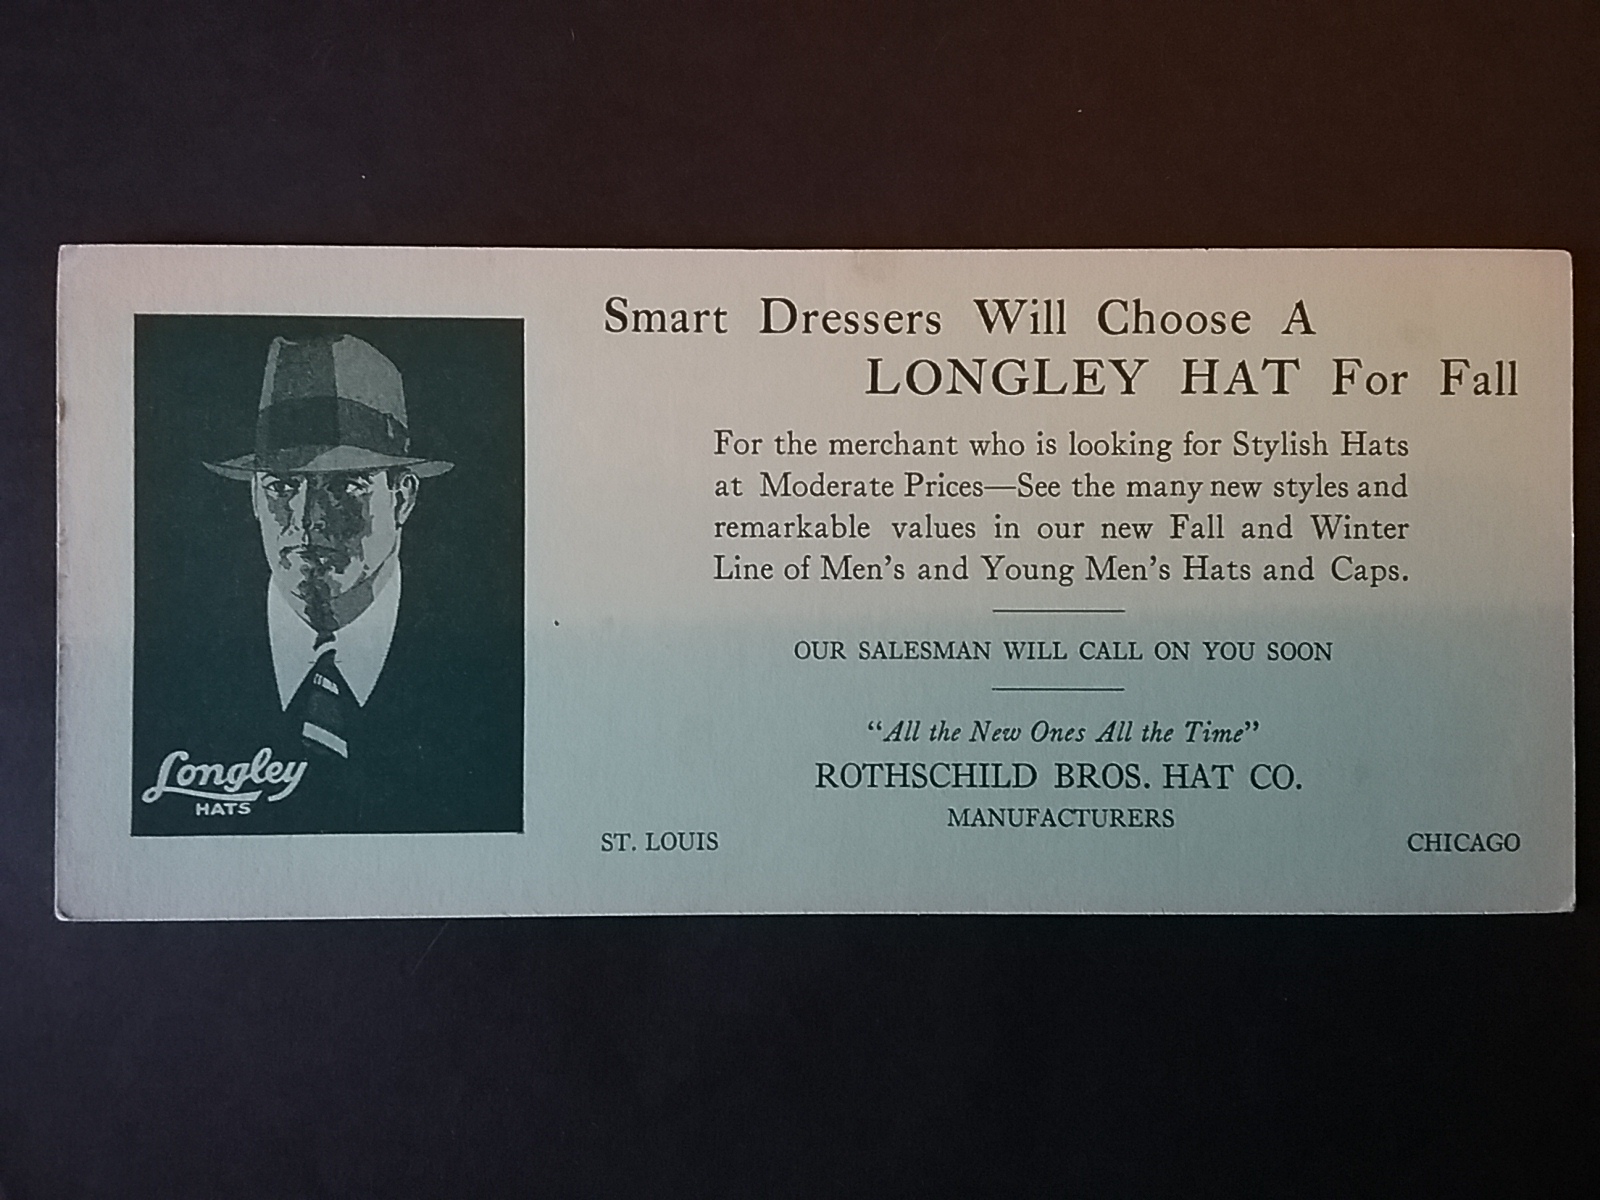 Smart Dressers Will Choose A
LONGLEY HAT For Fall
For the merchant who is looking for Stylish Hats
at Moderate Prices—See the many new styles and
remarkable values in our new Fall and Winter
Line of Men's and Young Men's Hats and Caps.
OUR SALESMAN WILL CALL ON YOU SOON
"All the New Ones All the Time"
ROTHSCHILD BROS. HAT CO.
MANUFACTURERS
ST. LOUIS
CHICAGO
Longley
HATS